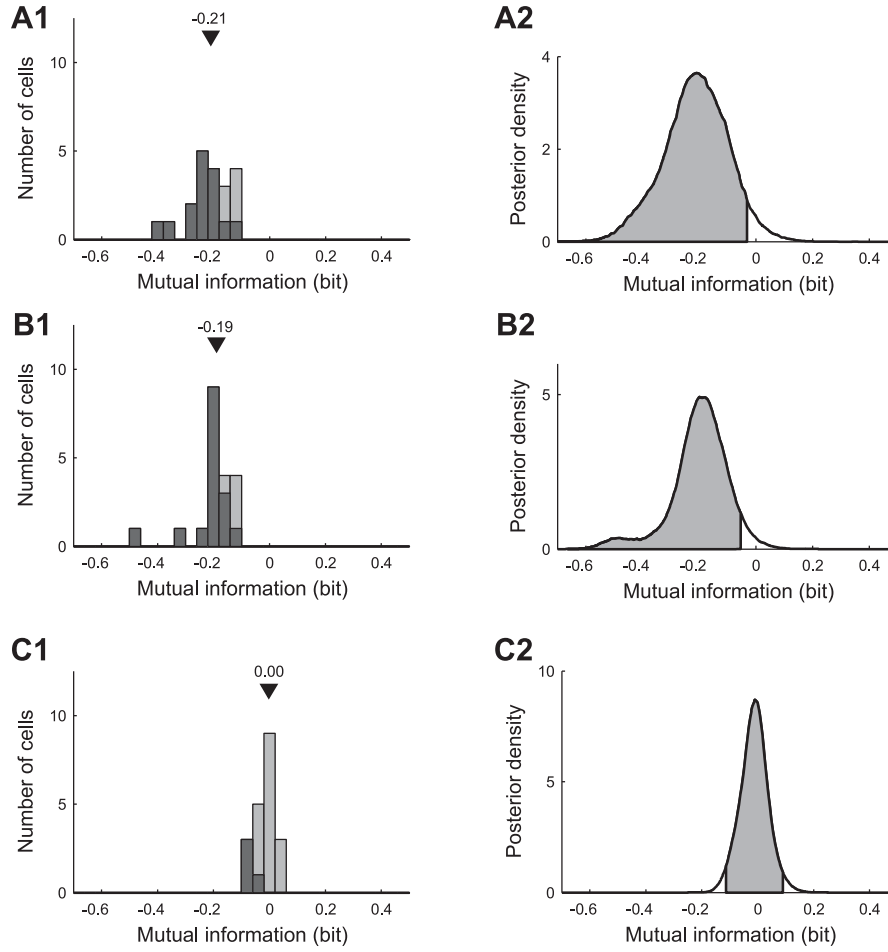 A1
-0.21
Number of cells
10
5
0
-0.6 -0.4 -0.2 0 0.2 0.4
Mutual information (bit)
A2
Posterior density
4
2
0
-0.6 -0.4 -0.2 0 0.2 0.4
Mutual information (bit)
B1
-0.19
Number of cells
10
5
0
-0.6 -0.4 -0.2 0 0.2 0.4
Mutual information (bit)
B2
Posterior density
5
0
-0.6 -0.4 -0.2 0 0.2 0.4
Mutual information (bit)
C1
0.00
Number of cells
10
5
0
-0.6 -0.4 -0.2 0 0.2 0.4
Mutual information (bit)
C2
Posterior density
10
5
0
-0.6 -0.4 -0.2 0 0.2 0.4
Mutual information (bit)